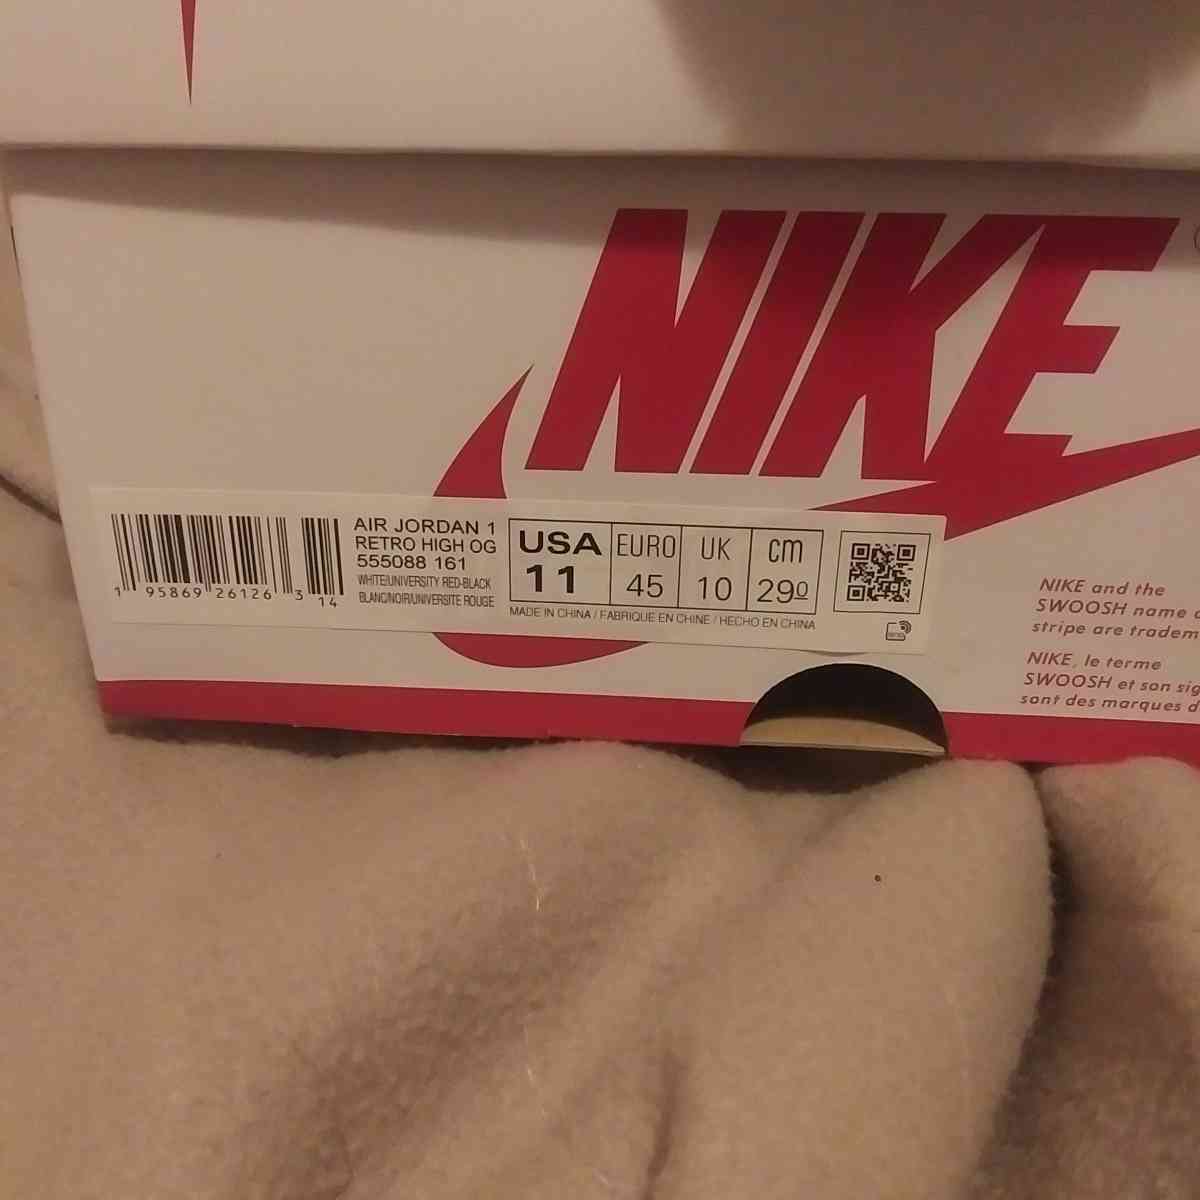 NIKE
AIR JORDAN 1
RETRO HIGH OG
555088 161
WHITE/UNIVERSITY RED-BLACK
BLANC/NOIR/UNIVERSITE ROUGE
1 95869 26126 3 14
USA EURO UK cm
11 45 10 290
MADE IN CHINA / FABRIQUE EN CHINE / HECHO EN CHINA
NIKE and the
SWOOSH name
stripe are tradem
NIKE, le terme
SWOOSH et son sig
sont des marques d